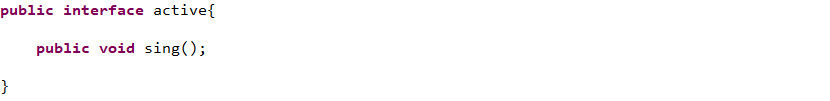 public interface active{
public void sing();
}